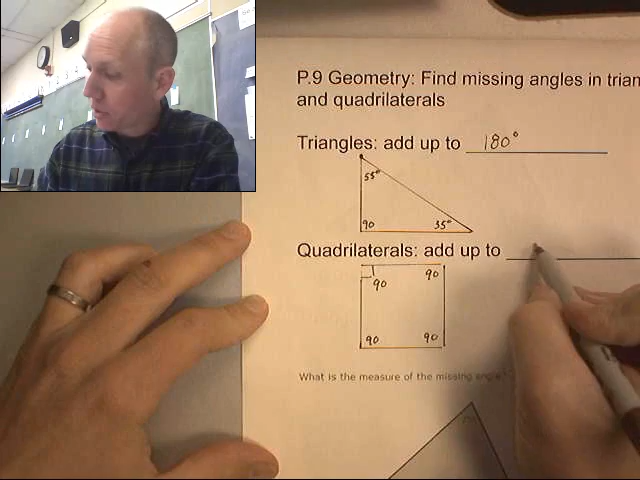 P.9 Geometry: Find missing angles in trian
and quadrilaterals
Triangles: add up to 180°
55°
90 35°
Quadrilaterals: add up to
90 90
90 90
What is the measure of the missing angle?